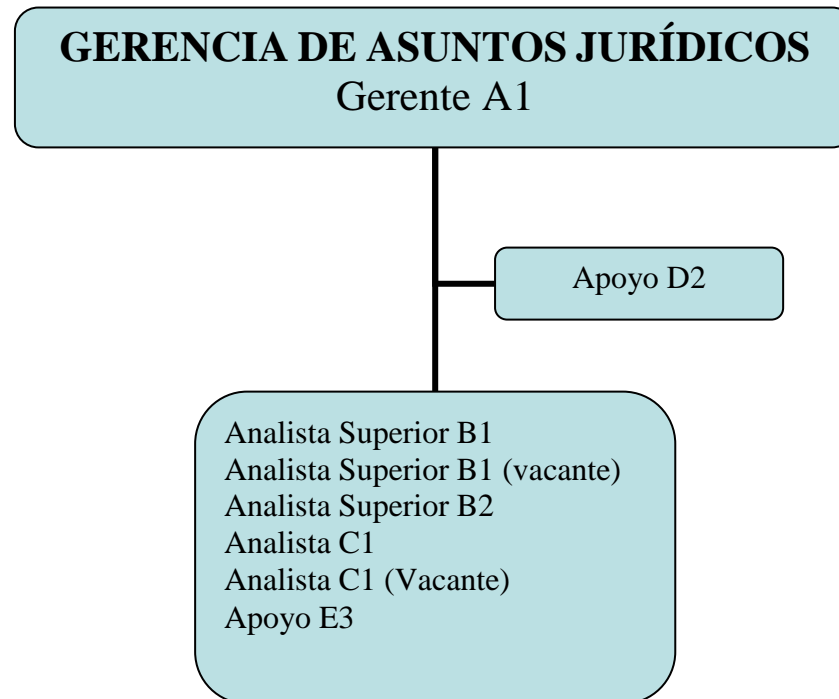 GERENCIA DE ASUNTOS JURÍDICOS
Gerente A1
Apoyo D2
Analista Superior B1
Analista Superior B1 (vacante)
Analista Superior B2
Analista C1
Analista C1 (Vacante)
Apoyo E3